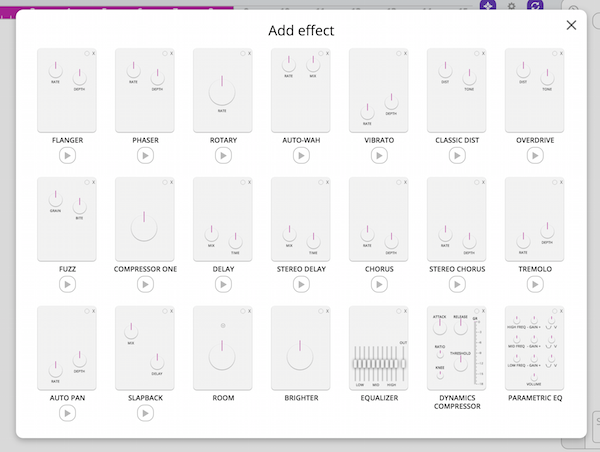 Add effect
RATE
DEPTH
FLANGER
RATE
DEPTH
PHASER
RATE
ROTARY
RATE MIX
AUTO-WAH
DEPTH
RATE
VIBRATO
DIST
TONE
CLASSIC DIST
DIST
TONE
OVERDRIVE
GRAIN
BITE
FUZZ
COMPRESSOR ONE
MIX
TIME
DELAY
MIX
TIME
STEREO DELAY
RATE
DEPTH
CHORUS
RATE
DEPTH
STEREO CHORUS
DEPTH
RATE
TREMOLO
DEPTH
RATE
AUTO PAN
MIX
DELAY
SLAPBACK
ROOM
BRIGHTER
OUT
LOW MID HIGH
EQUALIZER
ATTACK RELEASE GR
RATIO
THRESHOLD
KNEE
DYNAMICS
COMPRESSOR
HIGH FREQ - GAIN +
MID FREQ - GAIN +
LOW FREQ - GAIN +
VOLUME
PARAMETRIC EQ